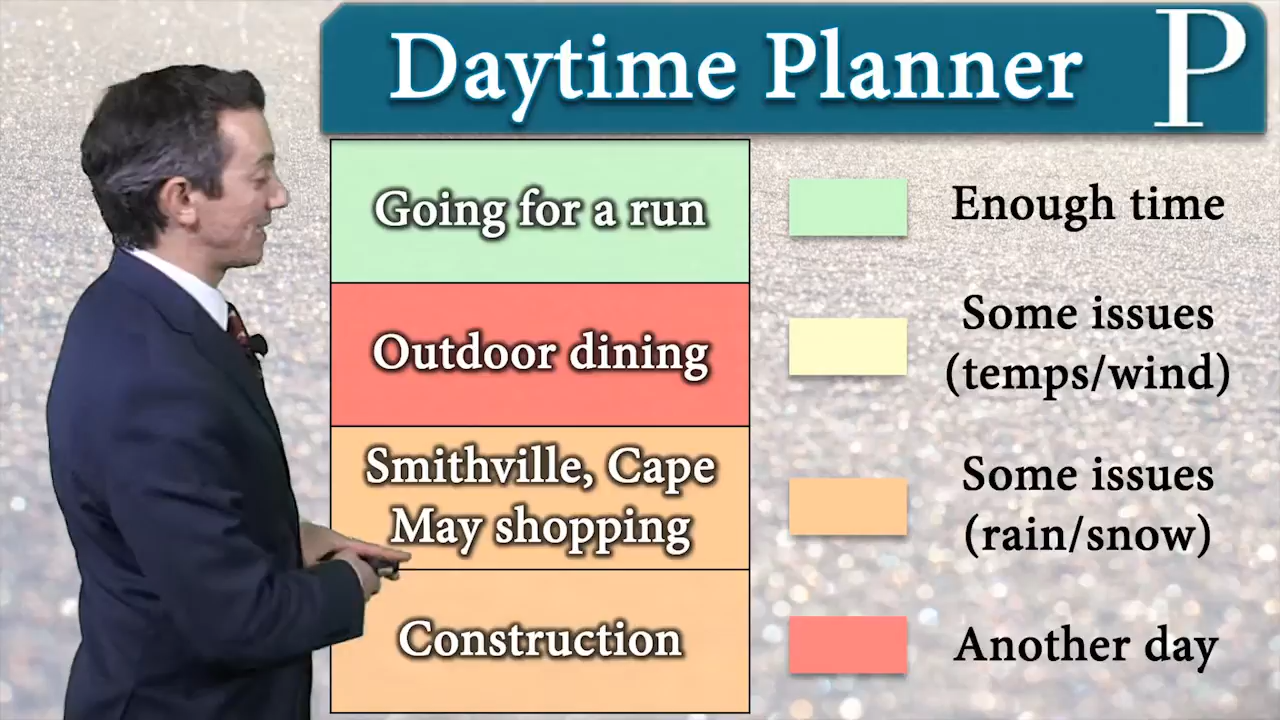 Daytime Planner
P
Going for a run
Outdoor dining
Smithville, Cape
May shopping
Construction
Enough time
Some issues
(temps/wind)
Some issues
(rain/snow)
Another day